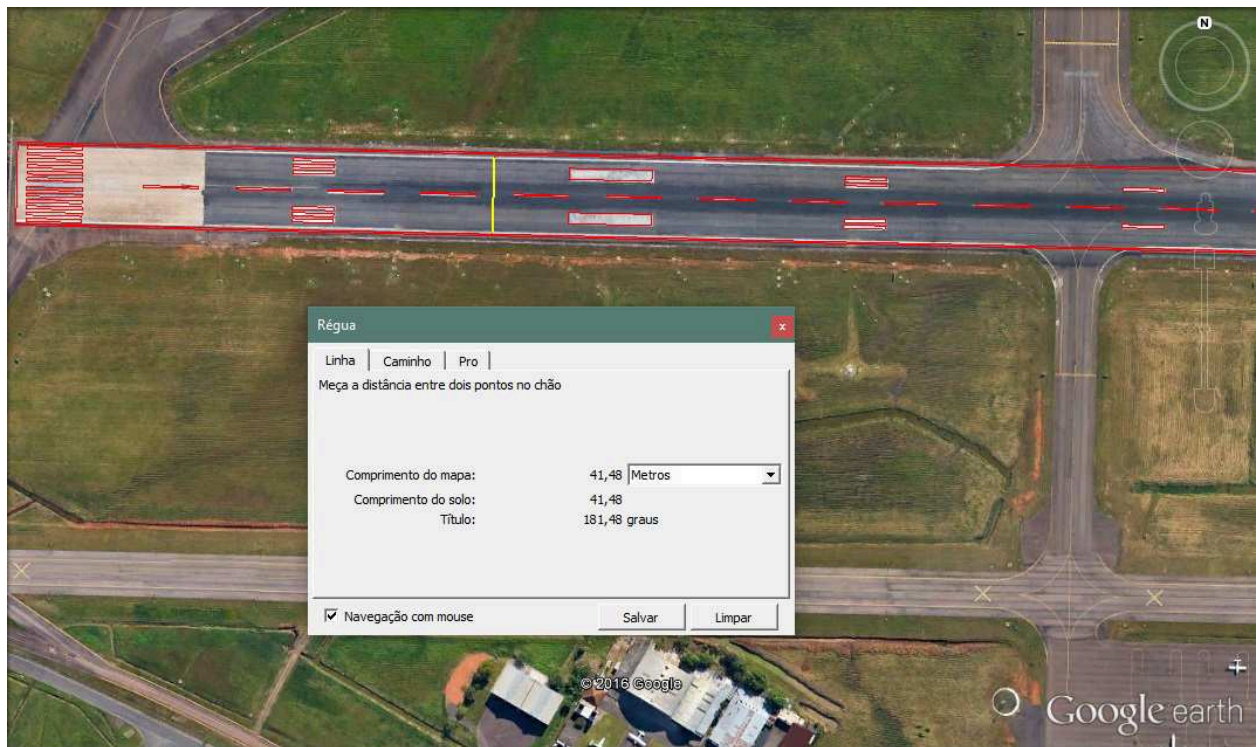 N
Régua
x
Linha
Caminho
Pro
Meça a distância entre dois pontos no chão
Comprimento do mapa: 41,48 Metros
Comprimento do solo: 41,48
Título: 181,48 graus
Navegação com mouse
Salvar
Limpar
© 2016 Google
Google earth